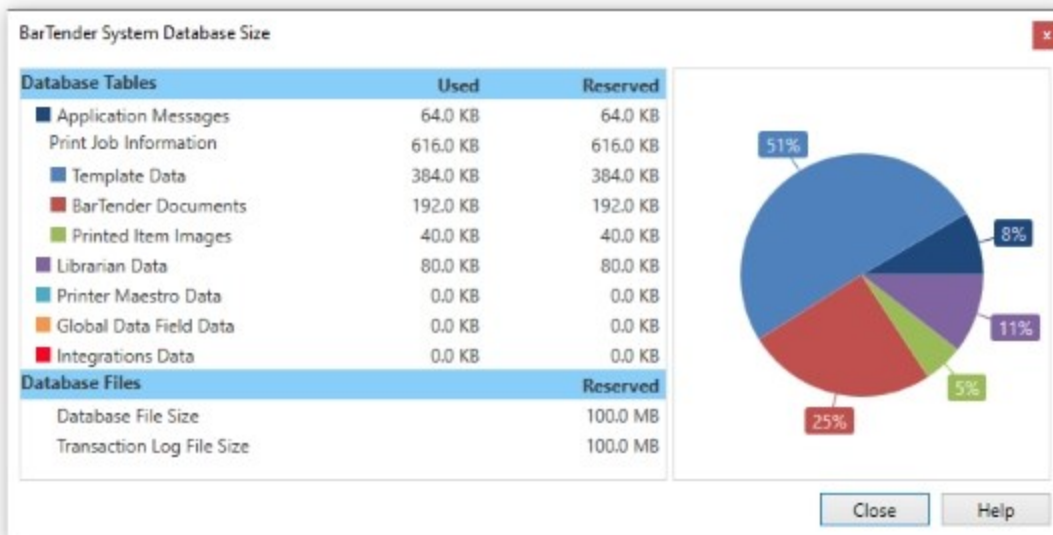 BarTender System Database Size
x
Database Tables Used Reserved
Application Messages 64.0 KB 64.0 KB
Print Job Information 616.0 KB 616.0 KB
Template Data 384.0 KB 384.0 KB
BarTender Documents 192.0 KB 192.0 KB
Printed Item Images 40.0 KB 40.0 KB
Librarian Data 80.0 KB 80.0 KB
Printer Maestro Data 0.0 KB 0.0 KB
Global Data Field Data 0.0 KB 0.0 KB
Integrations Data 0.0 KB 0.0 KB
Database Files Reserved
Database File Size 100.0 MB
Transaction Log File Size 100.0 MB
51%
8%
11%
5%
25%
Close Help